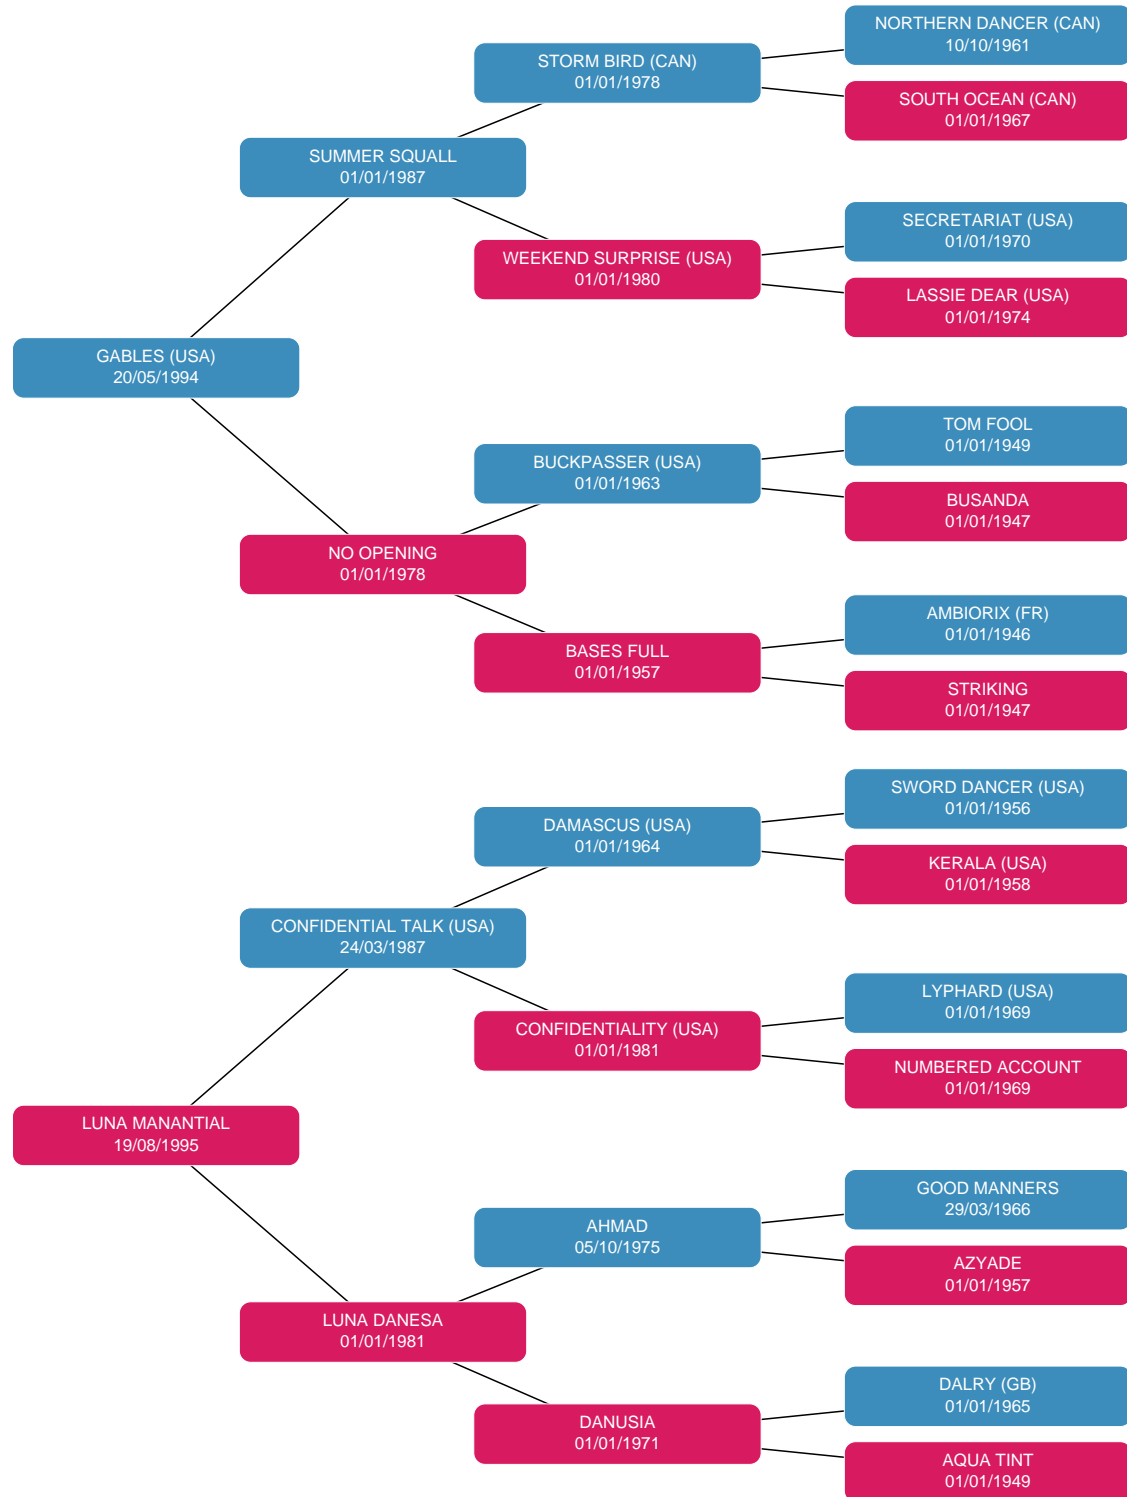 NORTHERN DANCER (CAN)
10/10/1961
STORM BIRD (CAN)
01/01/1978
SOUTH OCEAN (CAN)
01/01/1967
SUMMER SQUALL
01/01/1987
SECRETARIAT (USA)
01/01/1970
WEEKEND SURPRISE (USA)
01/01/1980
LASSIE DEAR (USA)
01/01/1974
GABLES (USA)
20/05/1994
TOM FOOL
01/01/1949
BUCKPASSER (USA)
01/01/1963
BUSANDA
01/01/1947
NO OPENING
01/01/1978
AMBIORIX (FR)
01/01/1946
BASES FULL
01/01/1957
STRIKING
01/01/1947
SWORD DANCER (USA)
01/01/1956
DAMASCUS (USA)
01/01/1964
KERALA (USA)
01/01/1958
CONFIDENTIAL TALK (USA)
24/03/1987
LYPHARD (USA)
01/01/1969
CONFIDENTIALITY (USA)
01/01/1981
NUMBERED ACCOUNT
01/01/1969
LUNA MANANTIAL
19/08/1995
GOOD MANNERS
29/03/1966
AHMAD
05/10/1975
AZYADE
01/01/1957
LUNA DANESA
01/01/1981
DALRY (GB)
01/01/1965
DANUSIA
01/01/1971
AQUA TINT
01/01/1949